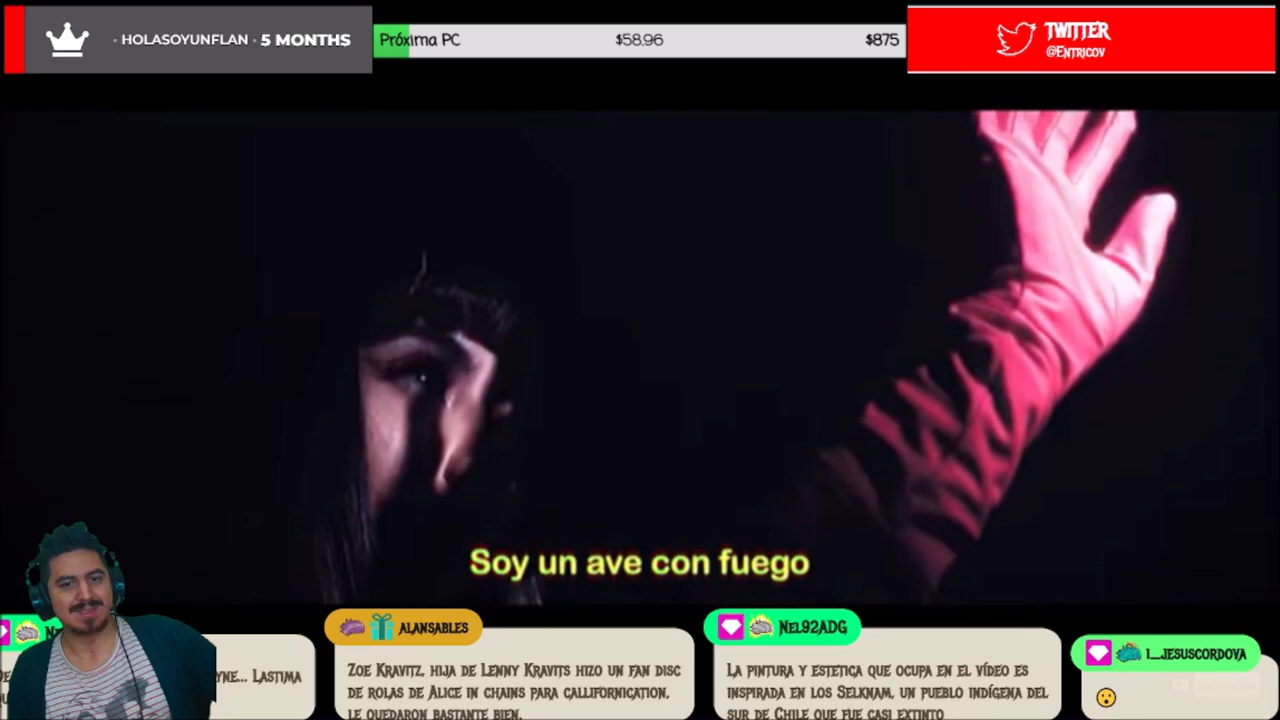 - HOLASOYUNFLAN - 5 MONTHS
Próxima PC
$58.96
$875
TWITTER
@ENTRICOV
Soy un ave con fuego
YNE... LASTIMA
ALANSABLES
ZOE KRAVITZ, HIJA DE LENNY KRAVITS HIZO UN FAN DISC
DE ROLAS DE ALICE IN CHAINS PARA CALLIFORNICATION,
LE QUEDARON BASTANTE BIEN.
NEL92ADG
LA PINTURA Y ESTETICA QUE OCUPA EN EL VÍDEO ES
INSPIRADA EN LOS SELKNAM, UN PUEBLO INDÍGENA DEL
SUR DE CHILE QUE FUE CASI EXTINTO
1_JESUSCORDOVA